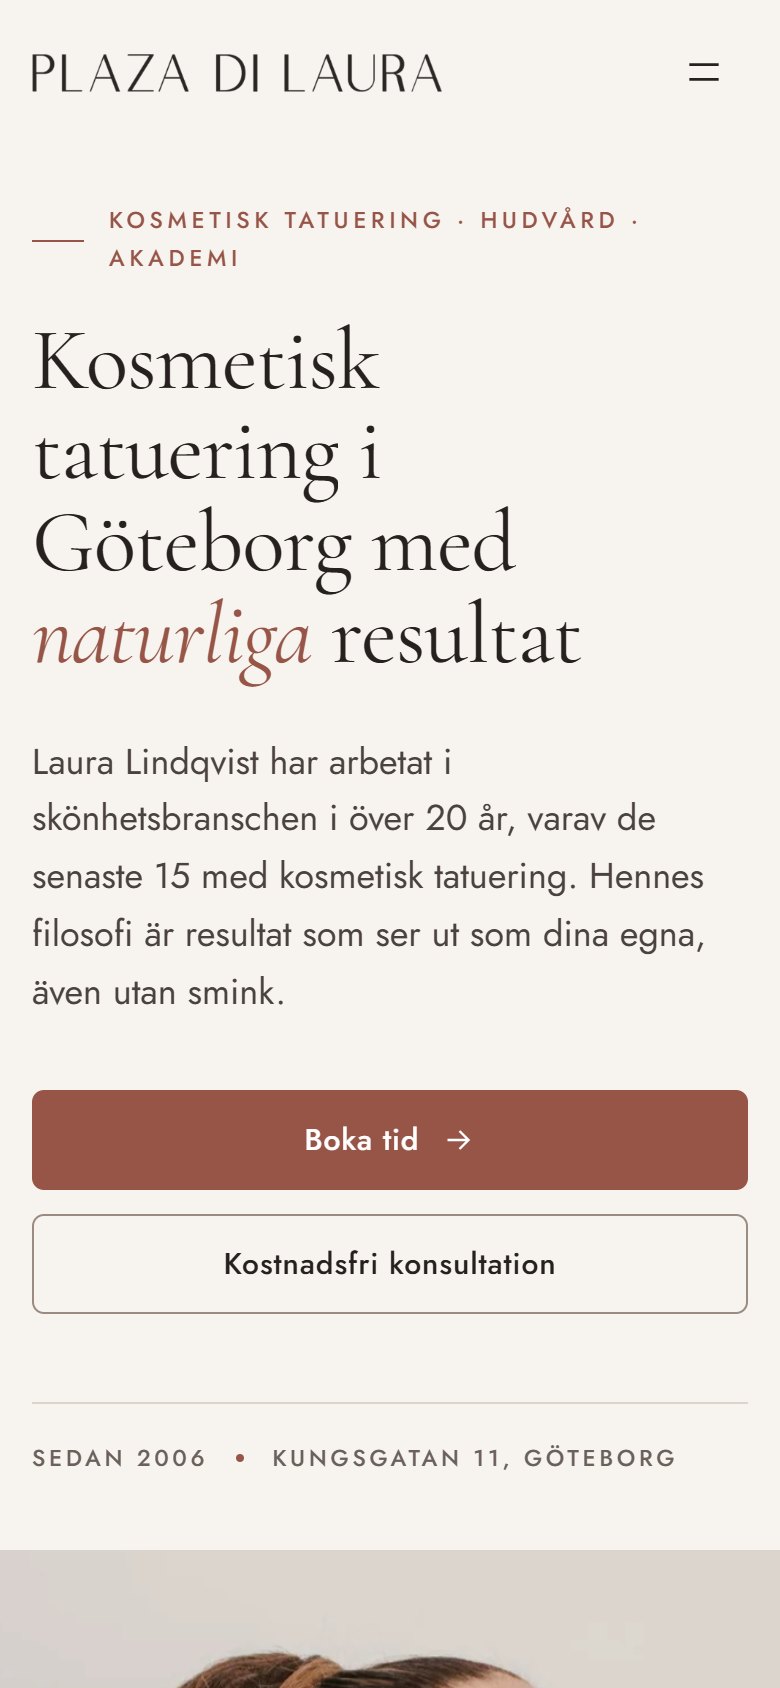 PLAZA DI LAURA
KOSMETISK TATUERING · HUDVÅRD ·
AKADEMI
Kosmetisk
tatuering i
Göteborg med
naturliga resultat
Laura Lindqvist har arbetat i
skönhetsbranschen i över 20 år, varav de
senaste 15 med kosmetisk tatuering. Hennes
filosofi är resultat som ser ut som dina egna,
även utan smink.
Boka tid →
Kostnadsfri konsultation
SEDAN 2006 • KUNGSGATAN 11, GÖTEBORG